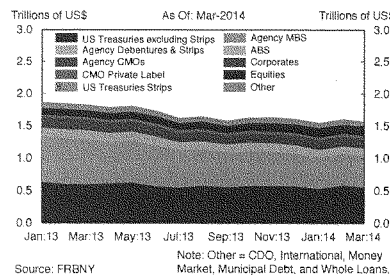 Trillions of US$ As Of: Mar-2014 Trillions of US$
3.0 3.0
US Treasuries excluding Strips Agency MBS
Agency Debentures & Strips ABS
2.5 2.5
Agency CMOs Corporates
CMO Private Label Equities
US Treasuries Strips Other
2.0 2.0
1.5 1.5
1.0 1.0
0.5 0.5
0.0 0.0
Jan:13 Mar:13 May:13 Jul:13 Sep:13 Nov:13 Jan:14 Mar:14
Note: Other = CDO, International, Money
Source: FRBNY Market, Municipal Debt, and Whole Loans.